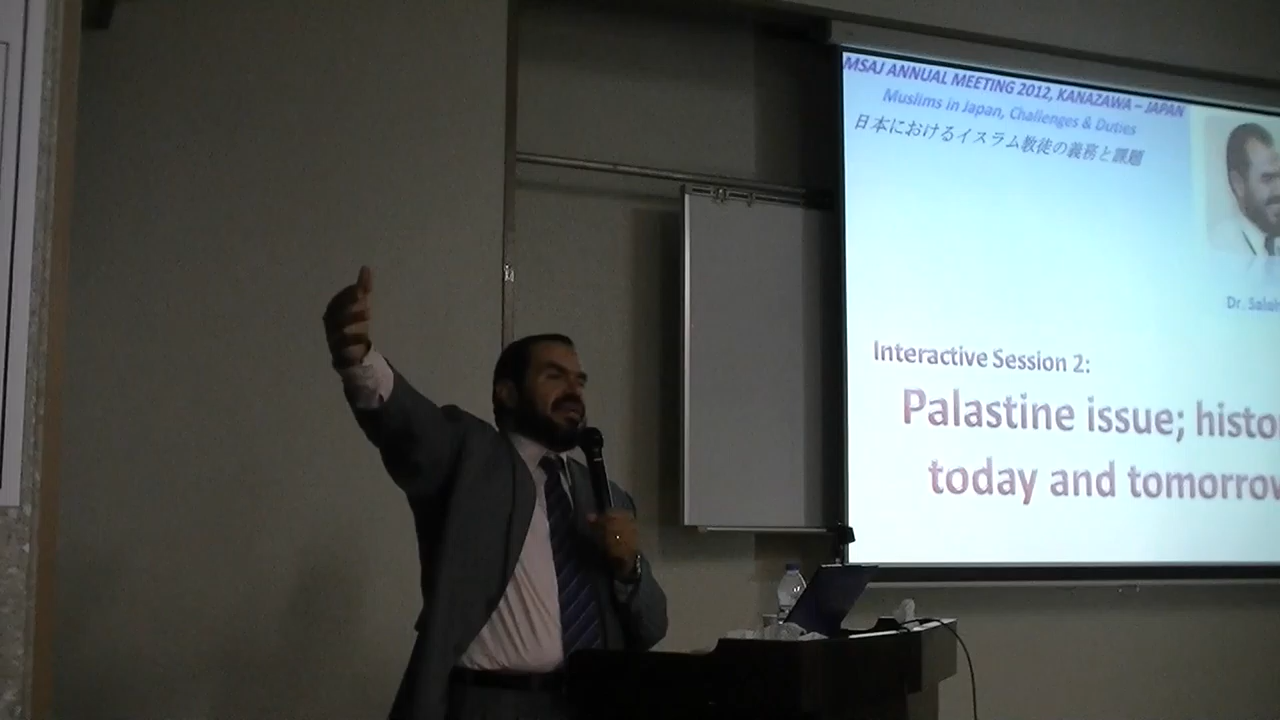 MSAJ ANNUAL MEETING 2012, KANAZAWA – JAPAN
Muslims in Japan, Challenges & Duties
日本におけるイスラム教徒の義務と課題
Dr. Salah
Interactive Session 2:
Palastine issue; histo
today and tomorrow